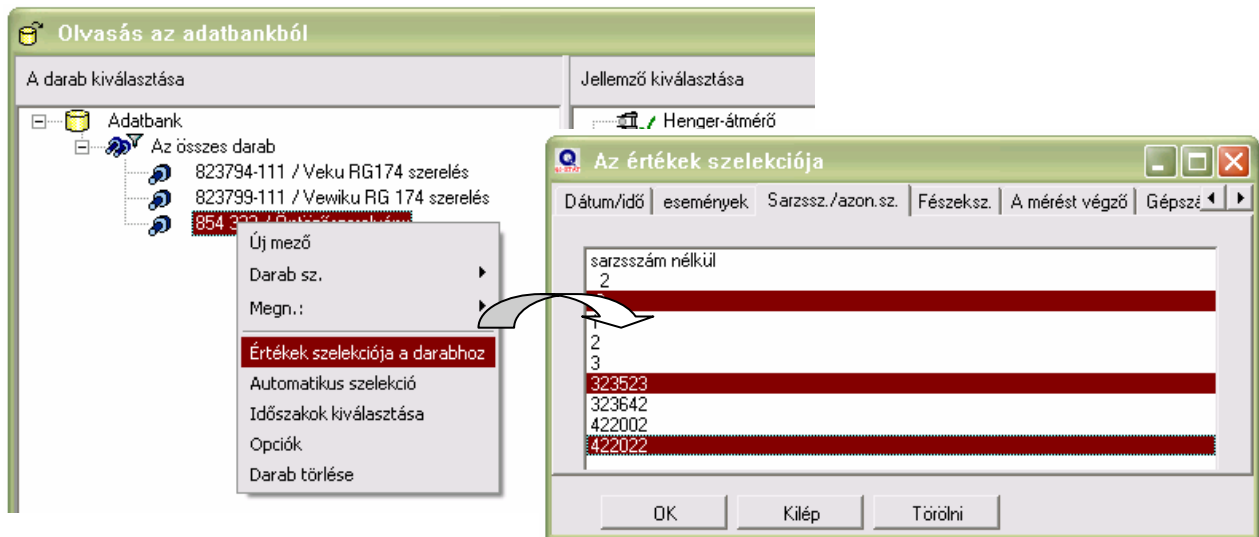 Olvasás az adatbankból
A darab kiválasztása
Jellemző kiválasztása
Adatbank
Az összes darab
823794-111 / Veku RG174 szerelés
823799-111 / Vewiku RG 174 szerelés
854
Henger-átmérő
Új mező
Darab sz.
Megn.:
Értékek szelekciója a darabhoz
Automatikus szelekció
Időszakok kiválasztása
Opciók
Darab törlése
Az értékek szelekciója
Dátum/idő
események
Sarzssz./azon.sz.
Fészeksz.
A mérést végző
sarzsszám nélkül
2
1
2
3
323523
323642
422002
422022
OK
Kilép
Törölni